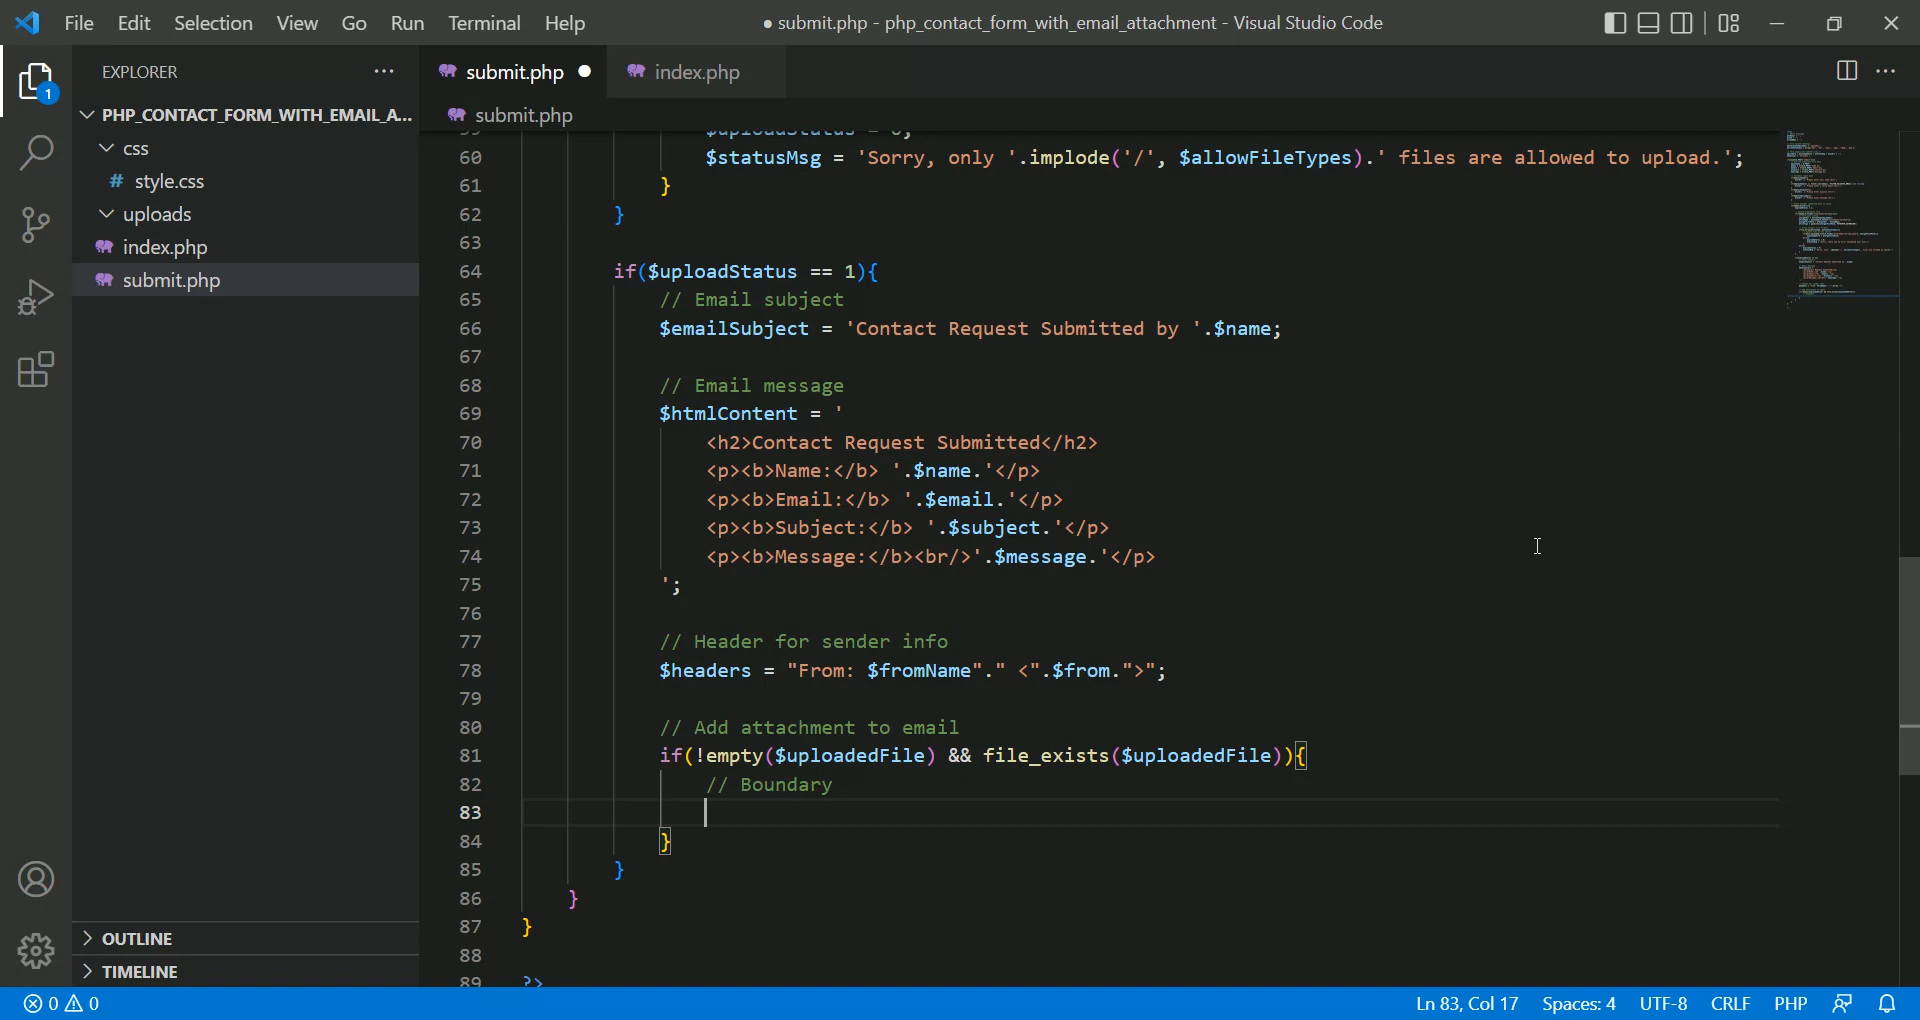 File Edit Selection View Go Run Terminal Help
● submit.php - php_contact_form_with_email_attachment - Visual Studio Code
EXPLORER
submit.php
index.php
1
PHP_CONTACT_FORM_WITH_EMAIL_A...
css
# style.css
uploads
index.php
submit.php
OUTLINE
TIMELINE
submit.php
60 $statusMsg = 'Sorry, only '.implode('/', $allowFileTypes).' files are allowed to upload.';
61 }
62 }
63
64 if($uploadStatus == 1){
65 // Email subject
66 $emailSubject = 'Contact Request Submitted by '.$name;
67
68 // Email message
69 $htmlContent = '
70 <h2>Contact Request Submitted</h2>
71 <p><b>Name:</b> '.$name.'</p>
72 <p><b>Email:</b> '.$email.'</p>
73 <p><b>Subject:</b> '.$subject.'</p>
74 <p><b>Message:</b><br/>'.$message.'</p>
75 ';
76
77 // Header for sender info
78 $headers = "From: $fromName"." <".$from.">";
79
80 // Add attachment to email
81 if(!empty($uploadedFile) && file_exists($uploadedFile)){
82 // Boundary
83
84 }
85 }
86 }
87 }
88
89 ?>
0 0
Ln 83, Col 17 Spaces: 4 UTF-8 CRLF PHP